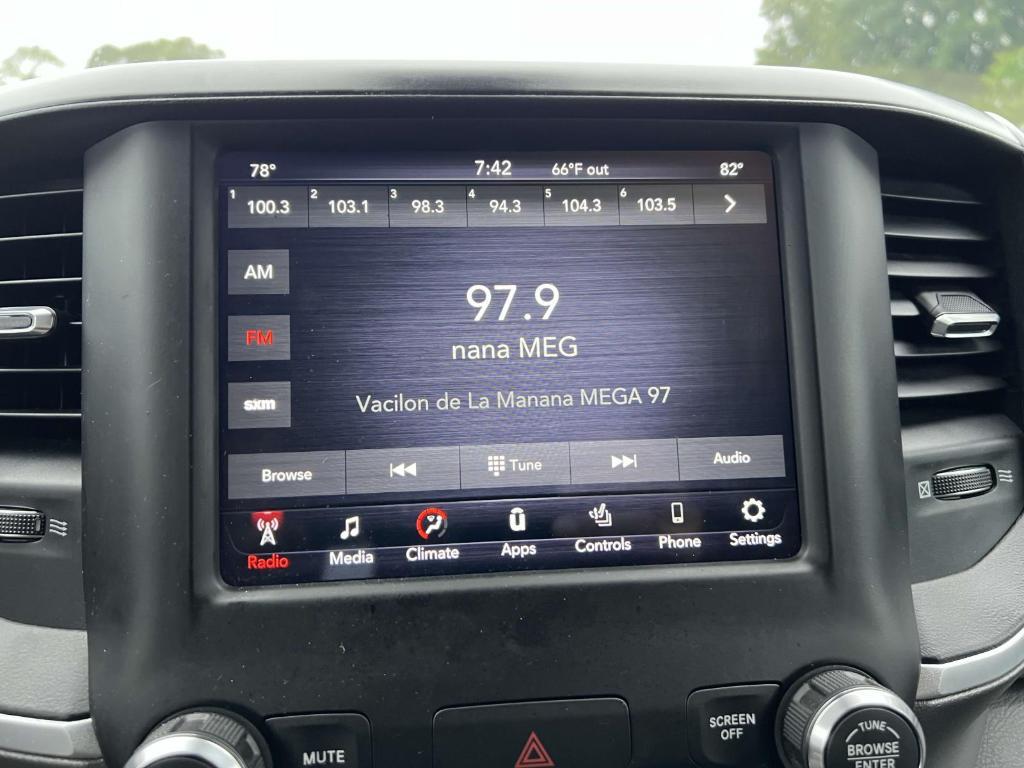 78° 7:42 66°F out 82°
1 100.3 2 103.1 3 98.3 4 94.3 5 104.3 6 103.5
AM
97.9
FM
nana MEG
sxm
Vacilon de La Manana MEGA 97
Browse Tune Audio
Radio Media Climate Apps Controls Phone Settings
MUTE
SCREEN
OFF
TUNE
BROWSE
ENTER